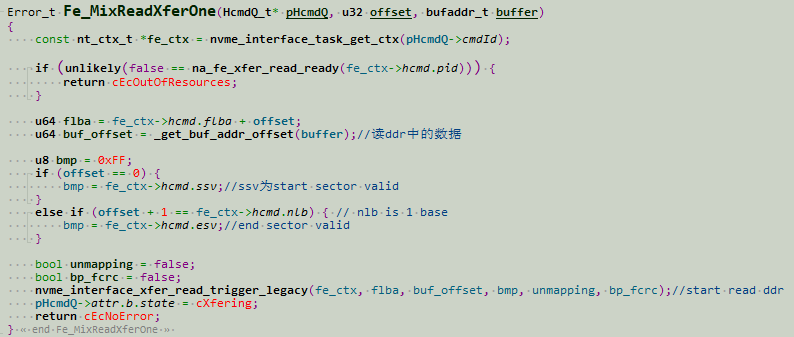 Error_t Fe_MixReadXferOne(HcmdQ_t* pHcmdQ, u32 offset, bufaddr_t buffer)
{
    const nt_ctx_t *fe_ctx = nvme_interface_task_get_ctx(pHcmdQ->cmdId);
    if (unlikely(false == na_fe_xfer_read_ready(fe_ctx->hcmd.pid))) {
        return cEcOutOfResources;
    }
    u64 flba = fe_ctx->hcmd.flba + offset;
    u64 buf_offset = _get_buf_addr_offset(buffer);//读ddr中的数据
    u8 bmp = 0xFF;
    if (offset == 0) {
        bmp = fe_ctx->hcmd.ssv;//ssv为start sector valid
    }
    else if (offset + 1 == fe_ctx->hcmd.nlb) { // nlb is 1 base
        bmp = fe_ctx->hcmd.esv;//end sector valid
    }
    bool unmapping = false;
    bool bp_fcrc = false;
    nvme_interface_xfer_read_trigger_legacy(fe_ctx, flba, buf_offset, bmp, unmapping, bp_fcrc);//start read ddr
    pHcmdQ->attr.b.state = cXfering;
    return cEcNoError;
} « end Fe_MixReadXferOne »